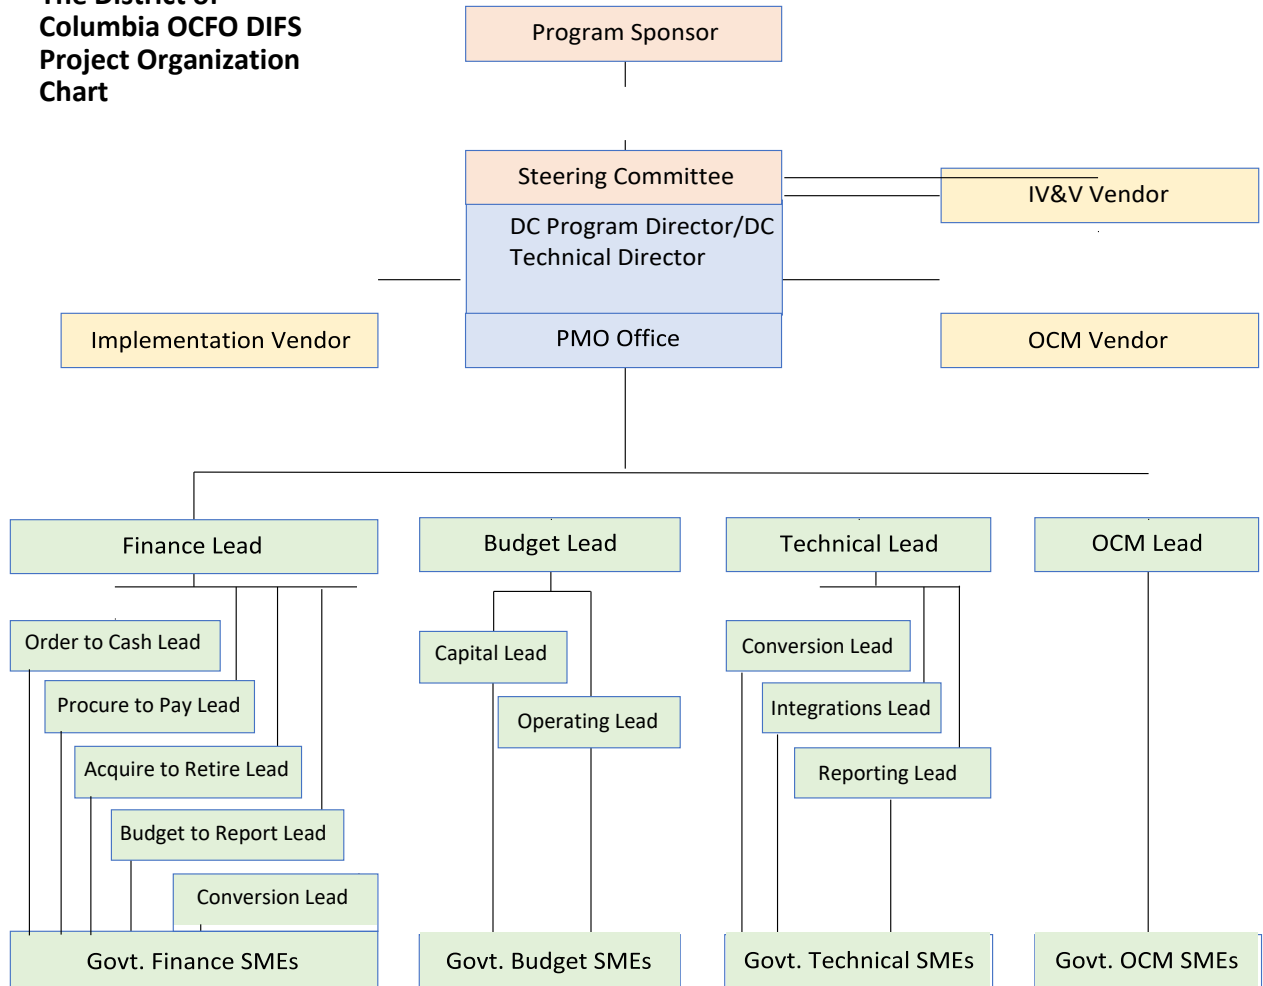 The District of
Columbia OCFO DIFS
Project Organization
Chart
Program Sponsor
Steering Committee
IV&V Vendor
DC Program Director/DC
Technical Director
Implementation Vendor
PMO Office
OCM Vendor
Finance Lead
Budget Lead
Technical Lead
OCM Lead
Order to Cash Lead
Procure to Pay Lead
Acquire to Retire Lead
Budget to Report Lead
Conversion Lead
Capital Lead
Operating Lead
Conversion Lead
Integrations Lead
Reporting Lead
Govt. Finance SMEs
Govt. Budget SMEs
Govt. Technical SMEs
Govt. OCM SMEs